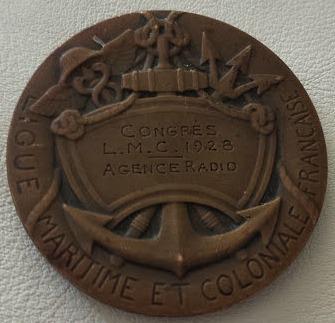 CONGRÈS
L.M.C. 1928
AGENCE RADIO
LIGUE MARITIME ET COLONIALE FRANÇAISE